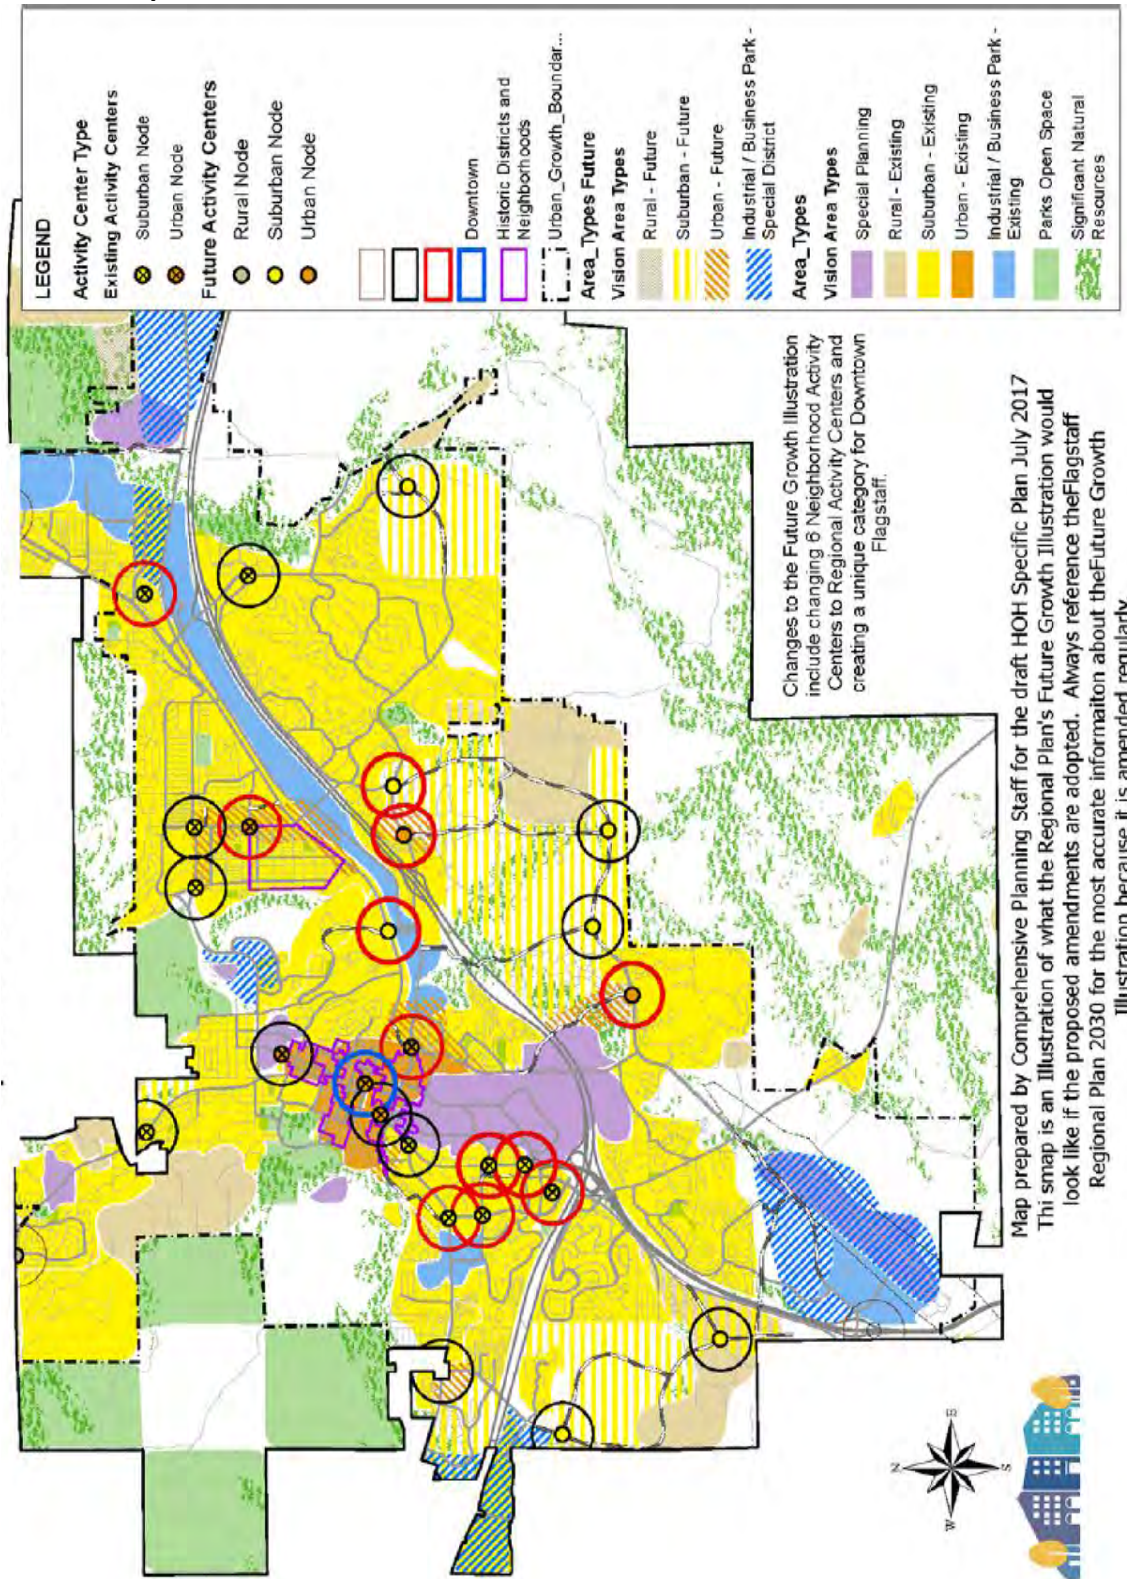 LEGEND
Activity Center Type
Existing Activity Centers
Suburban Node
Urban Node
Future Activity Centers
Rural Node
Suburban Node
Urban Node
Downtown
Historic Districts and
Neighborhoods
Urban_Growth_Boundar...
Area_Types Future
Vision Area Types
Rural - Future
Suburban - Future
Urban - Future
Industrial / Business Park -
Special District
Area_Types
Vision Area Types
Special Planning
Rural - Existing
Suburban - Existing
Urban - Existing
Industrial / Business Park -
Existing
Parks Open Space
Significant Natural
Resources
Changes to the Future Growth Illustration
include changing 6 Neighborhood Activity
Centers to Regional Activity Centers and
creating a unique category for Downtown
Flagstaff.
Map prepared by Comprehensive Planning Staff for the draft HOH Specific Plan July 2017
Thi smap is an Illustration of what the Regional Plan's Future Growth Illustration would
look like if the proposed amendments are adopted. Always reference theFlagstaff
Regional Plan 2030 for the most accurate informaiton about theFuture Growth
Illustration because it is amended regularly
N
E
S
W